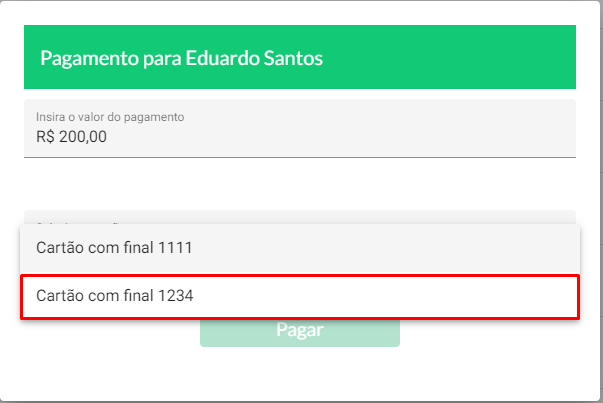 Pagamento para Eduardo Santos
Insira o valor do pagamento
R$ 200,00
Cartão com final 1111
Cartão com final 1234
Pagar